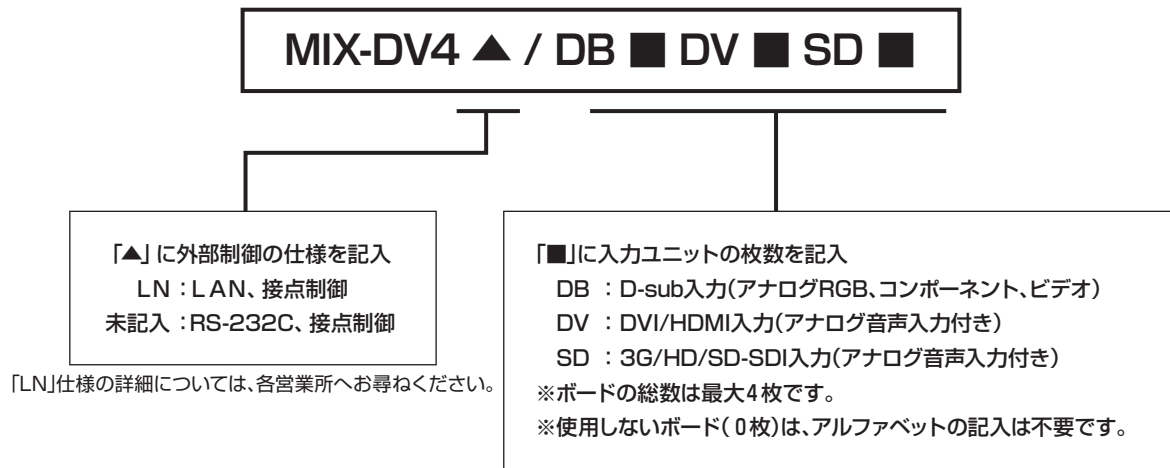 MIX-DV4 ▲ / DB ■ DV ■ SD ■
「▲」に外部制御の仕様を記入
LN：LAN、接点制御
未記入：RS-232C、接点制御
「LN」仕様の詳細については、各営業所へお尋ねください。
「■」に入力ユニットの枚数を記入
DB ：D-sub入力(アナログRGB、コンポーネント、ビデオ)
DV ：DVI/HDMI入力(アナログ音声入力付き)
SD ：3G/HD/SD-SDI入力(アナログ音声入力付き)
※ボードの総数は最大4枚です。
※使用しないボード(0枚)は、アルファベットの記入は不要です。